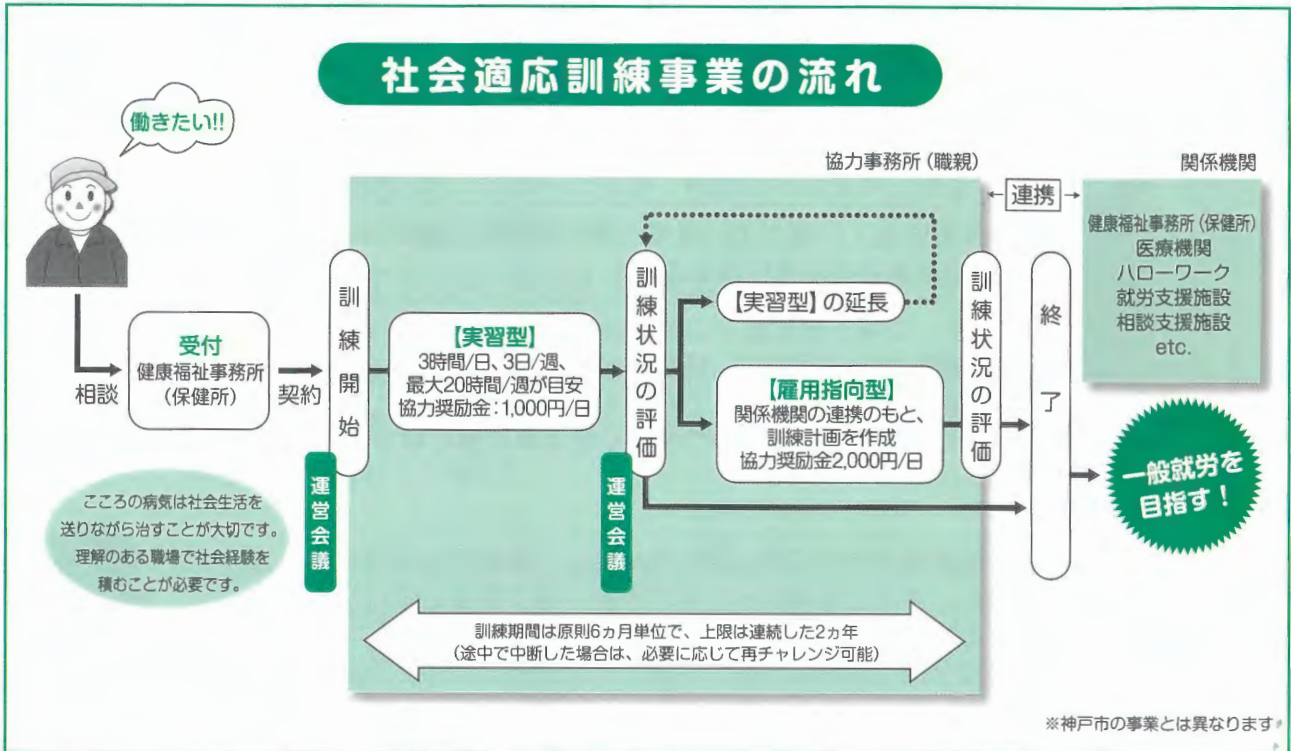 社会適応訓練事業の流れ
働きたい!!
相談
受付
健康福祉事務所
(保健所)
契約
こころの病気は社会生活を
送りながら治すことが大切です。
理解のある職場で社会経験を
積むことが必要です。
協力事務所(職親)
訓練開始
運営会議
【実習型】
3時間/日、3日/週、
最大20時間/週が目安
協力奨励金:1,000円/日
訓練状況の評価
運営会議
【実習型】の延長
【雇用指向型】
関係機関の連携のもと、
訓練計画を作成
協力奨励金2,000円/日
訓練状況の評価
訓練期間は原則6ヵ月単位で、上限は連続した2ヵ年
(途中で中断した場合は、必要に応じて再チャレンジ可能)
終了
連携
関係機関
健康福祉事務所(保健所)
医療機関
ハローワーク
就労支援施設
相談支援施設
etc.
一般就労を
目指す!
※神戸市の事業とは異なります